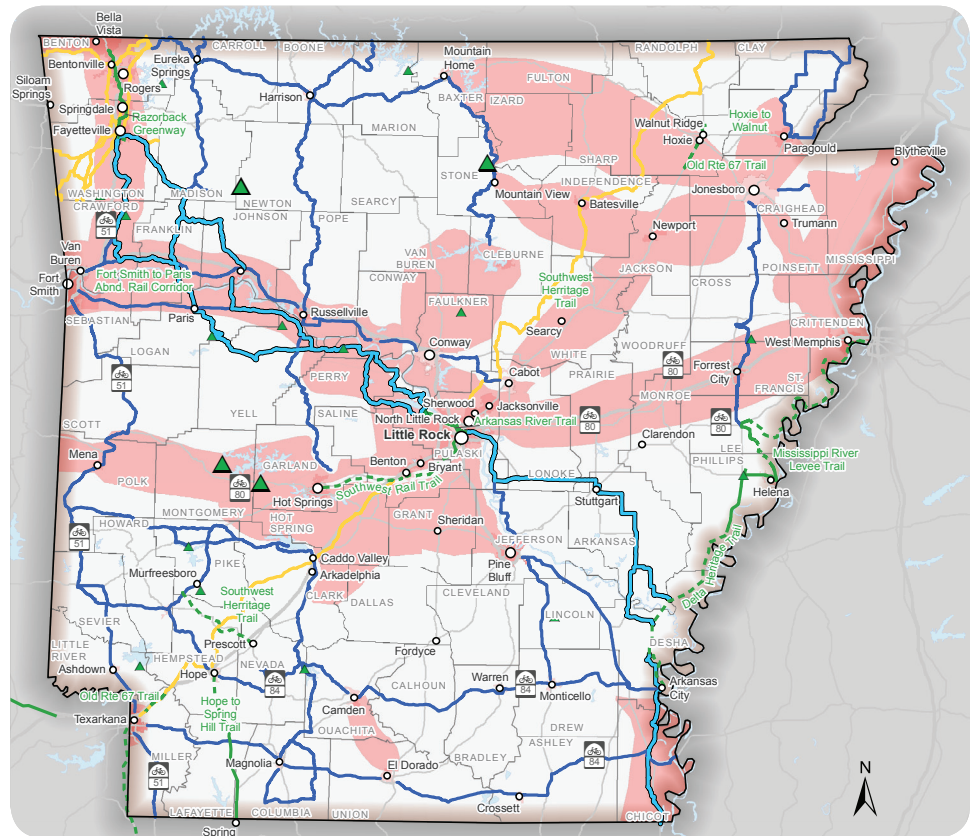 Bella
Vista
BENTON
CARROLL
BOONE
RANDOLPH
CLAY
Bentonville
Eureka
Springs
Mountain
Home
FULTON
Siloam
Springs
Rogers
Harrison
BAXTER
IZARD
Springdale
Razorback
Greenway
Hoxie to
Walnut
Fayetteville
MARION
Walnut Ridge
Hoxie
Paragould
Blytheville
SHARP
Old Rte 67 Trail
STONE
INDEPENDENCE
Jonesboro
WASHINGTON
MADISON
Mountain View
NEWTON
SEARCY
Batesville
CRAWFORD
JOHNSON
POPE
CRAIGHEAD
51
FRANKLIN
Newport
Trumann
Van
Buren
VAN
BUREN
CLEBURNE
MISSISSIPPI
Fort
Smith
Fort Smith to Paris
Abnd. Rail Corridor
CONWAY
Southwest
Herritage
Trail
JACKSON
POINSETT
CROSS
FAULKNER
SEBASTIAN
Paris
Russellville
Searcy
CRITTENDEN
LOGAN
Conway
WHITE
WOODRUFF
West Memphis
51
PERRY
Cabot
PRAIRIE
80
Forrest
City
ST.
FRANCIS
YELL
SALINE
Sherwood
Jacksonville
MONROE
SCOTT
North Little Rock
Arkansas River Trail
80
80
Little Rock
Clarendon
Mena
PULASKI
LEE
Mississippi River
Levee Trail
GARLAND
Benton
Bryant
LONOKE
PHILLIPS
POLK
80
Hot Springs
Southwest Rail Trail
Stuttgart
Helena
MONTGOMERY
HOT
SPRING
GRANT
Sheridan
HOWARD
51
JEFFERSON
ARKANSAS
Delta Heritage Trail
PIKE
Caddo Valley
Pine
Bluff
Murfreesboro
Arkadelphia
Southwest
Herritage
Trail
CLARK
DALLAS
CLEVELAND
LINCOLN
SEVIER
Prescott
DESHA
LITTLE
RIVER
Fordyce
HEMPSTEAD
NEVADA
Ashdown
Hope
84
CALHOUN
Warren
84
Monticello
Arkansas
City
Old Rte 67 Trail
Hope to
Spring
Hill Trail
Camden
Texarkana
OUACHITA
DREW
ASHLEY
MILLER
51
Magnolia
El Dorado
BRADLEY
84
N
Crossett
LAFAYETTE
COLUMBIA
UNION
CHICOT
Spring